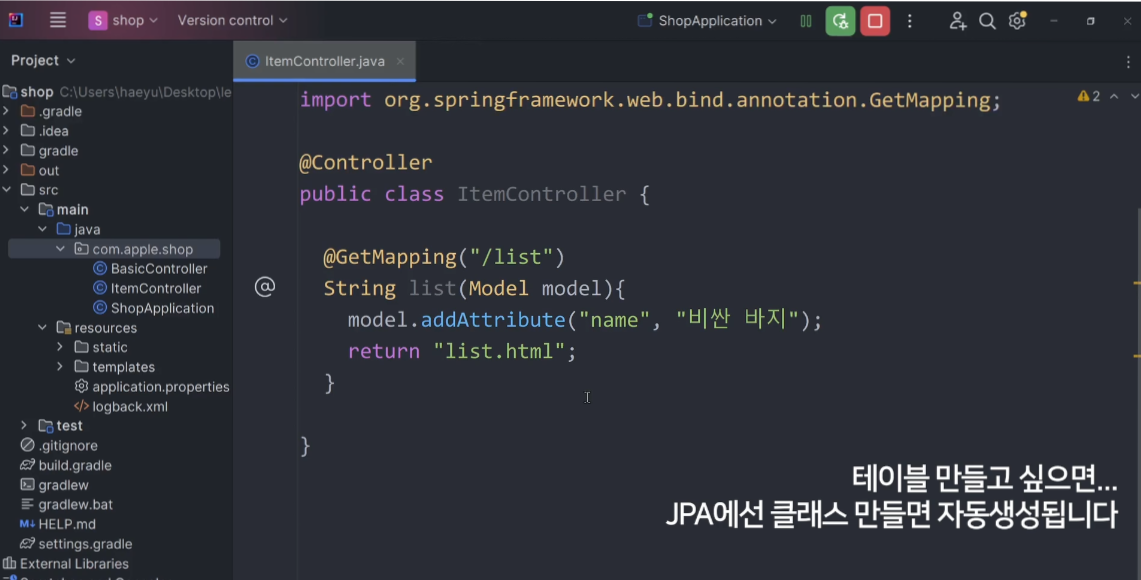 S shop Version control ShopApplication
Project
ItemController.java
shop C:\Users\haeyu\Desktop\le
.gradle
.idea
gradle
out
src
main
java
com.apple.shop
BasicController
ItemController
ShopApplication
resources
static
templates
application.properties
logback.xml
test
.gitignore
build.gradle
gradlew
gradlew.bat
HELP.md
settings.gradle
External Libraries
import org.springframework.web.bind.annotation.GetMapping;
2
@Controller
public class ItemController {
@GetMapping("/list")
String list(Model model){
model.addAttribute("name", "비싼 바지");
return "list.html";
}
}
테이블 만들고 싶으면...
JPA에선 클래스 만들면 자동생성됩니다